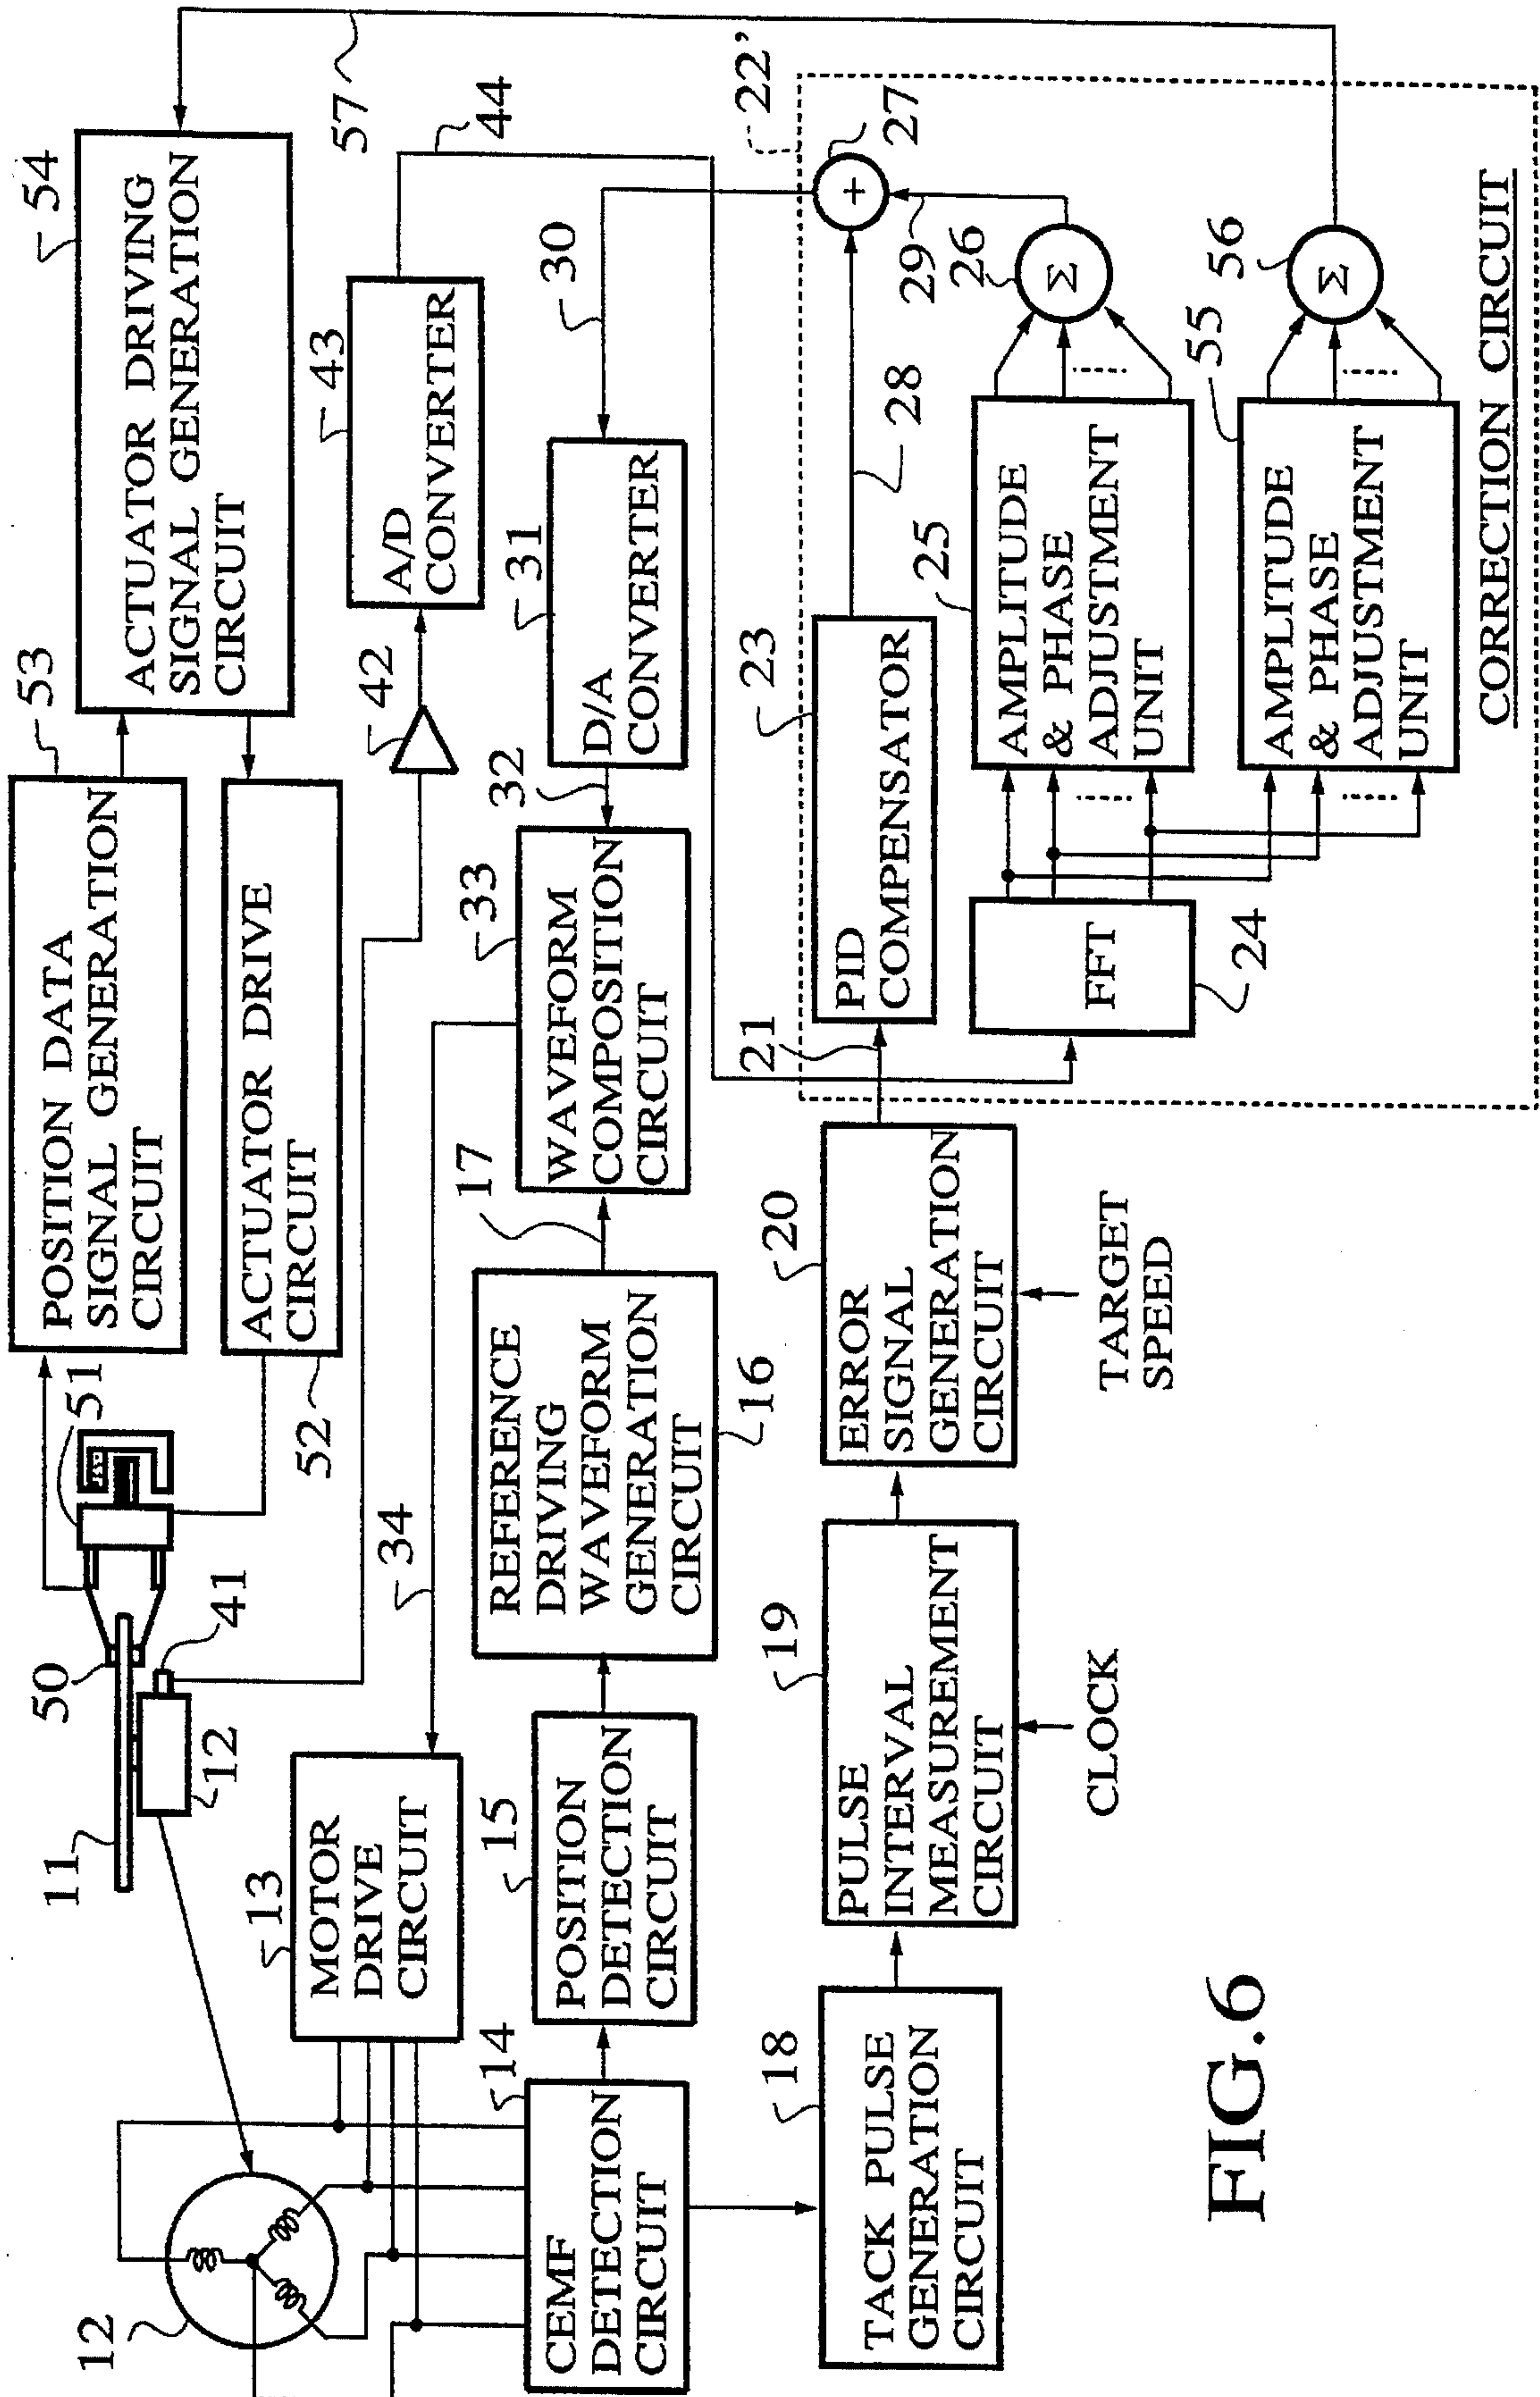 54
ACTUATOR DRIVING
SIGNAL GENERATION
CIRCUIT
57
53
POSITION DATA
SIGNAL GENERATION
CIRCUIT
ACTUATOR DRIVE
CIRCUIT
52
51
50
41
11
12
12
43
A/D
CONVERTER
44
42
13
MOTOR
DRIVE
CIRCUIT
34
14
CEMF
DETECTION
CIRCUIT
15
POSITION
DETECTION
CIRCUIT
REFERENCE
DRIVING
WAVEFORM
GENERATION
CIRCUIT
16
17
33
WAVEFORM
COMPOSITION
CIRCUIT
32
31
D/A
CONVERTER
30
18
TACK PULSE
GENERATION
CIRCUIT
19
PULSE
INTERVAL
MEASUREMENT
CIRCUIT
CLOCK
20
ERROR
SIGNAL
GENERATION
CIRCUIT
TARGET
SPEED
21
22'
23
PID
COMPENSATOR
28
+
27
29
FFT
24
25
AMPLITUDE
& PHASE
ADJUSTMENT
UNIT
26
Σ
55
AMPLITUDE
& PHASE
ADJUSTMENT
UNIT
56
Σ
CORRECTION CIRCUIT
FIG.6